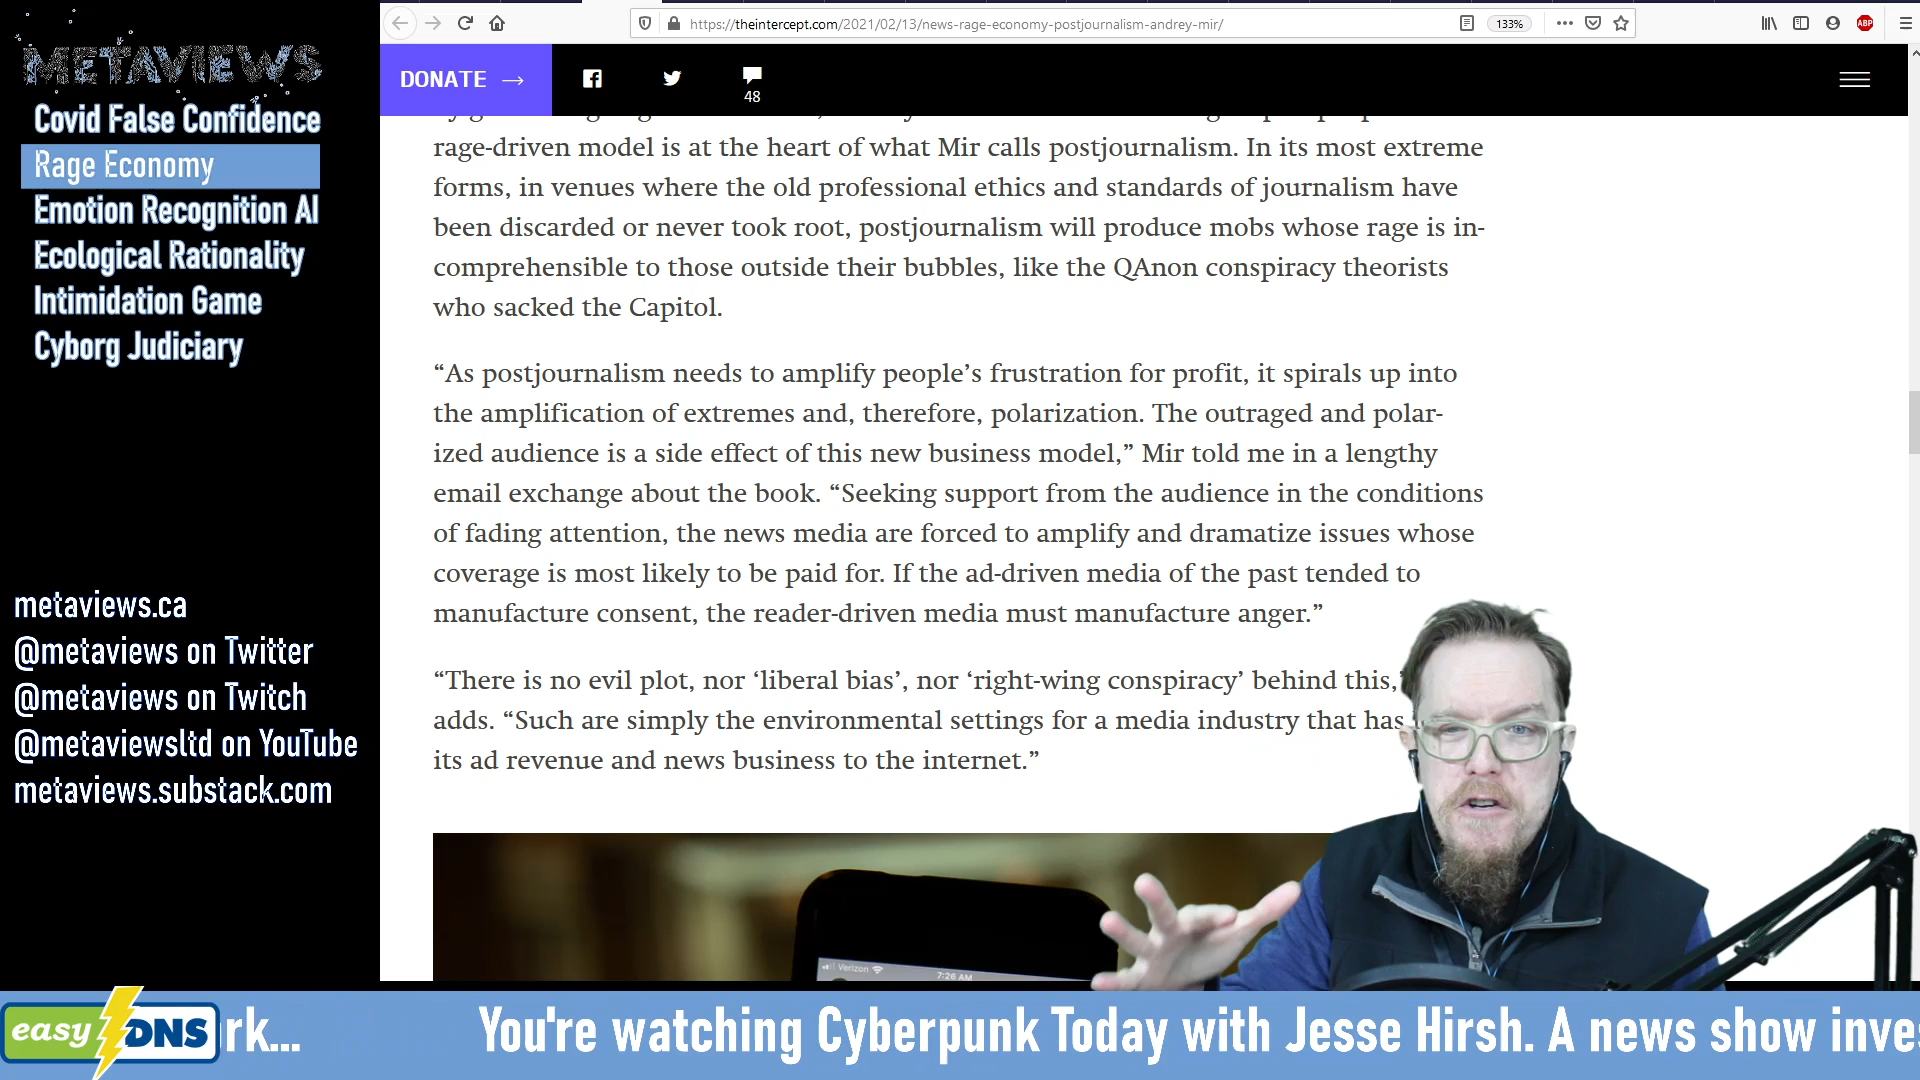 METAVIEWS
Covid False Confidence
Rage Economy
Emotion Recognition AI
Ecological Rationality
Intimidation Game
Cyborg Judiciary
metaviews.ca
@metaviews on Twitter
@metaviews on Twitch
@metaviewsltd on YouTube
metaviews.substack.com
https://theintercept.com/2021/02/13/news-rage-economy-postjournalism-andrey-mir/
133%
ABP
DONATE →
48
rage-driven model is at the heart of what Mir calls postjournalism. In its most extreme
forms, in venues where the old professional ethics and standards of journalism have
been discarded or never took root, postjournalism will produce mobs whose rage is in-
comprehensible to those outside their bubbles, like the QAnon conspiracy theorists
who sacked the Capitol.
“As postjournalism needs to amplify people’s frustration for profit, it spirals up into
the amplification of extremes and, therefore, polarization. The outraged and polar-
ized audience is a side effect of this new business model,” Mir told me in a lengthy
email exchange about the book. “Seeking support from the audience in the conditions
of fading attention, the news media are forced to amplify and dramatize issues whose
coverage is most likely to be paid for. If the ad-driven media of the past tended to
manufacture consent, the reader-driven media must manufacture anger.”
“There is no evil plot, nor ‘liberal bias’, nor ‘right-wing conspiracy’ behind this,”
adds. “Such are simply the environmental settings for a media industry that has
its ad revenue and news business to the internet.”
Verizon
7:26 AM
easyDNS
rk...
You're watching Cyberpunk Today with Jesse Hirsh. A news show inves